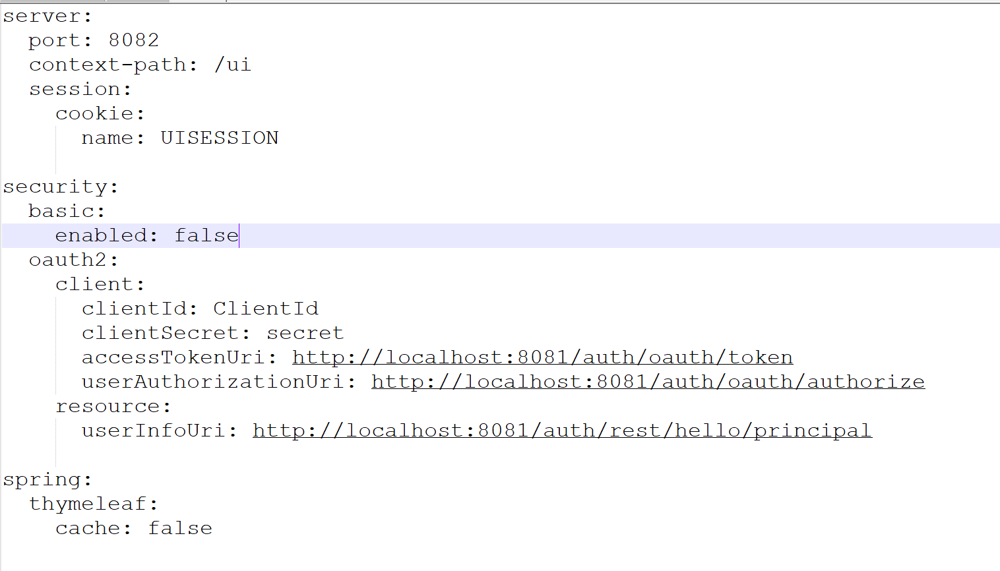 server:
  port: 8082
  context-path: /ui
  session:
    cookie:
      name: UISESSION

security:
  basic:
    enabled: false
  oauth2:
    client:
      clientId: ClientId
      clientSecret: secret
      accessTokenUri: http://localhost:8081/auth/oauth/token
      userAuthorizationUri: http://localhost:8081/auth/oauth/authorize
    resource:
      userInfoUri: http://localhost:8081/auth/rest/hello/principal

spring:
  thymeleaf:
    cache: false